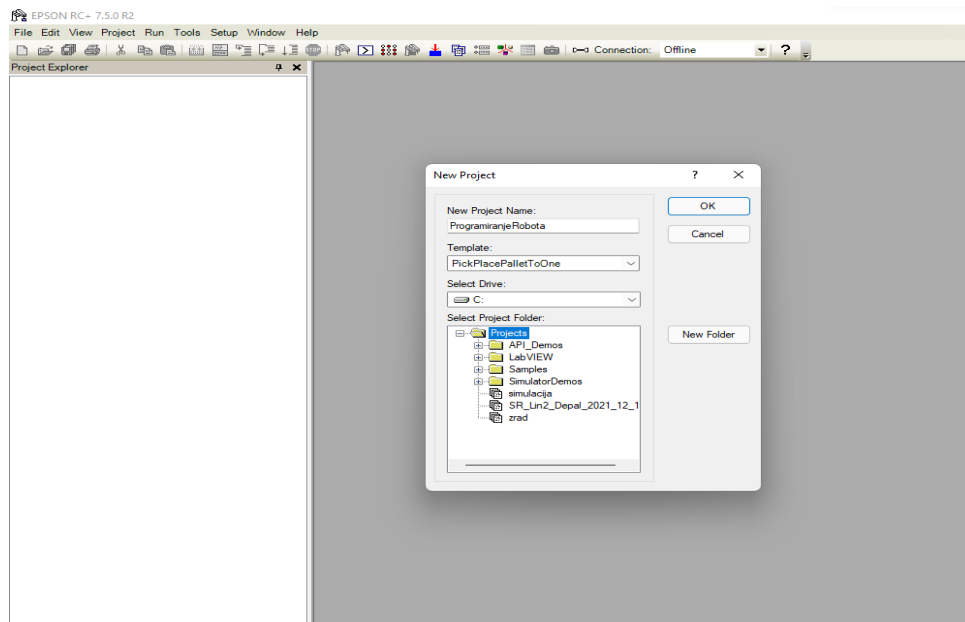 EPSON RC+ 7.5.0 R2
File Edit View Project Run Tools Setup Window Help
Connection: Offline
Project Explorer
New Project
New Project Name:
OK
ProgramiranjeRobota
Cancel
Template:
PickPlacePalletToOne
Select Drive:
C:
Select Project Folder:
Projects
New Folder
API_Demos
LabVIEW
Samples
SimulatorDemos
simulacija
SR_Lin2_Depal_2021_12_1
zrad